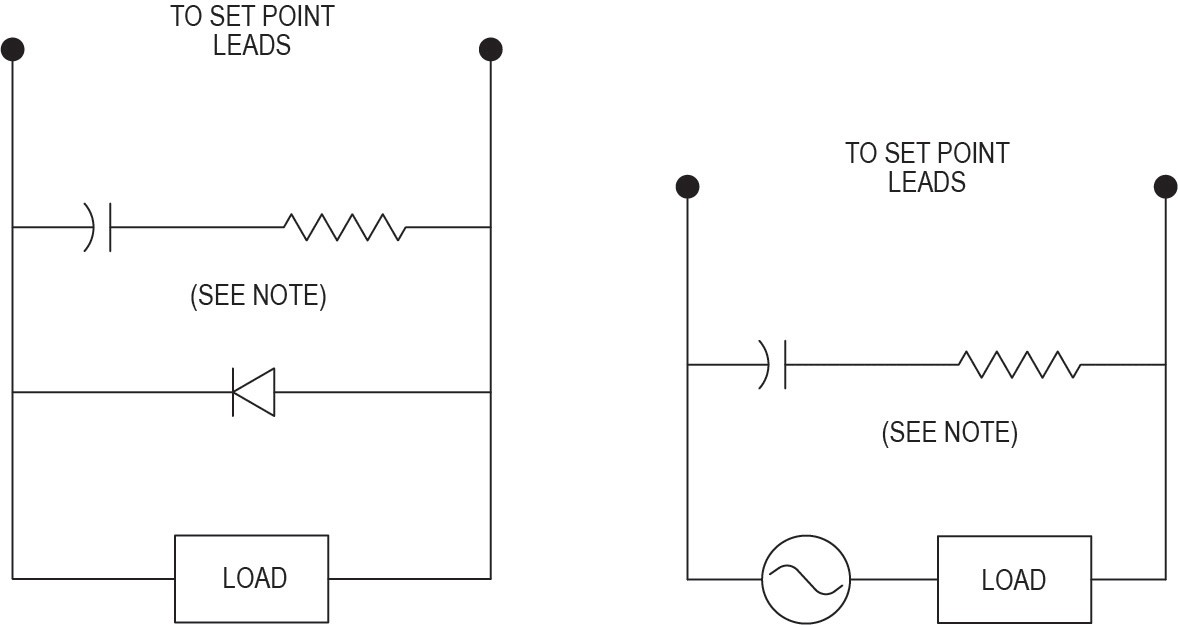 TO SET POINT
LEADS
(SEE NOTE)
LOAD
TO SET POINT
LEADS
(SEE NOTE)
LOAD